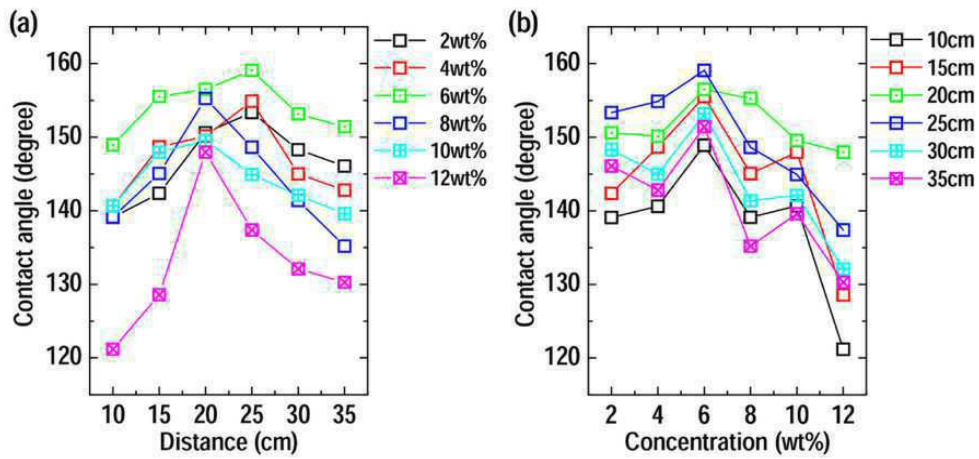 (a)
Contact angle (degree)
160
150
140
130
120
10 15 20 25 30 35
Distance (cm)
2wt%
4wt%
6wt%
8wt%
10wt%
12wt%
(b)
Contact angle (degree)
160
150
140
130
120
2 4 6 8 10 12
Concentration (wt%)
10cm
15cm
20cm
25cm
30cm
35cm